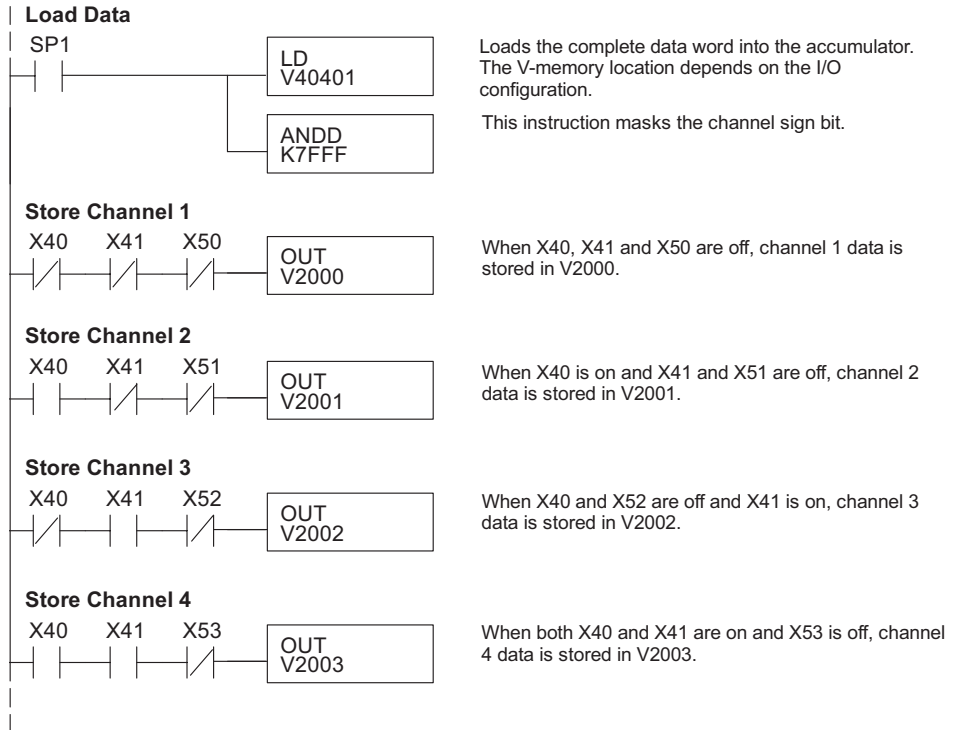 Load Data
SP1
LD
V40401
Loads the complete data word into the accumulator.
The V-memory location depends on the I/O
configuration.
ANDD
K7FFF
This instruction masks the channel sign bit.
Store Channel 1
X40 X41 X50
OUT
V2000
When X40, X41 and X50 are off, channel 1 data is
stored in V2000.
Store Channel 2
X40 X41 X51
OUT
V2001
When X40 is on and X41 and X51 are off, channel 2
data is stored in V2001.
Store Channel 3
X40 X41 X52
OUT
V2002
When X40 and X52 are off and X41 is on, channel 3
data is stored in V2002.
Store Channel 4
X40 X41 X53
OUT
V2003
When both X40 and X41 are on and X53 is off, channel
4 data is stored in V2003.